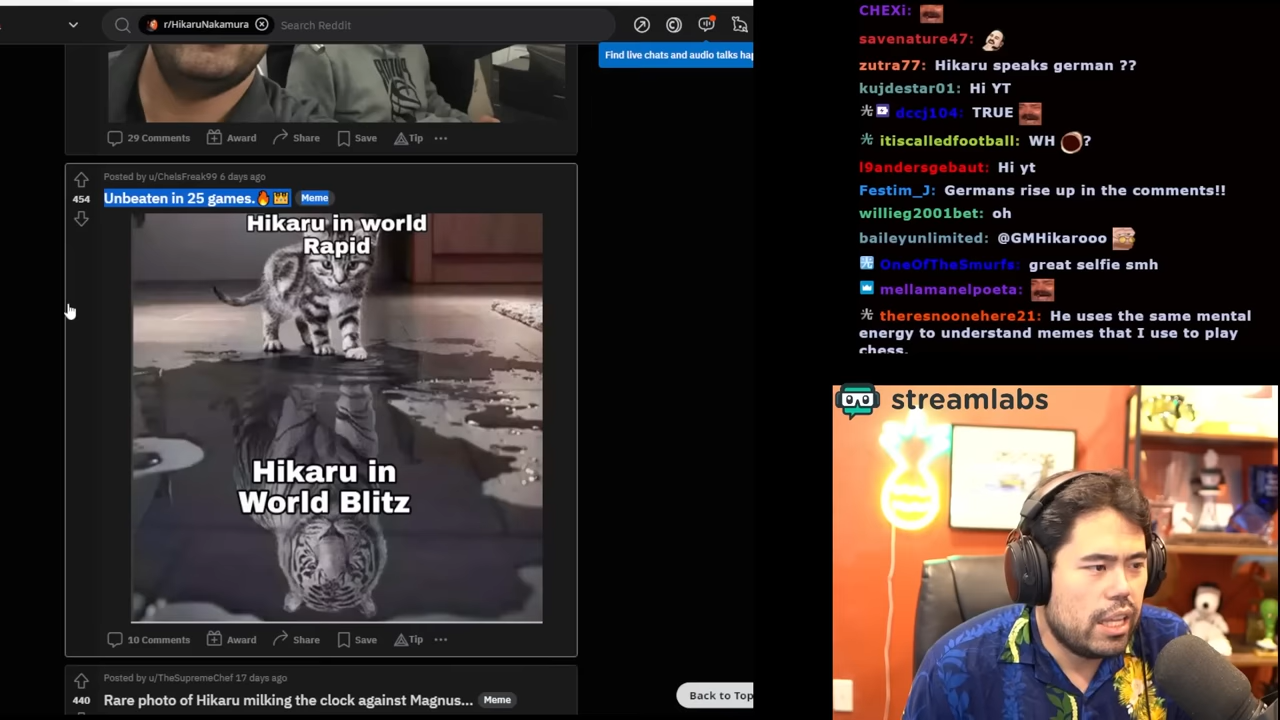 r/HikaruNakamura
Search Reddit
Find live chats and audio talks hap
29 Comments
Award
Share
Save
Tip
Posted by u/CheIsFreak99 6 days ago
454
Unbeaten in 25 games.🔥👑
Meme
Hikaru in world
Rapid
Hikaru in
World Blitz
10 Comments
Award
Share
Save
Tip
Posted by u/TheSupremeChef 17 days ago
440
Rare photo of Hikaru milking the clock against Magnus...
Meme
Back to Top
CHEXi:
savenature47:
zutra77: Hikaru speaks german ??
kujdestar01: Hi YT
光 dccj104: TRUE
光 itiscalledfootball: WH ?
l9andersgebaut: Hi yt
Festim_J: Germans rise up in the comments!!
willieg2001bet: oh
baileyunlimited: @GMHikarooo
OneOfTheSmurfs: great selfie smh
mellamanelpoeta:
光 theresnoonehere21: He uses the same mental
energy to understand memes that I use to play
chess.
streamlabs